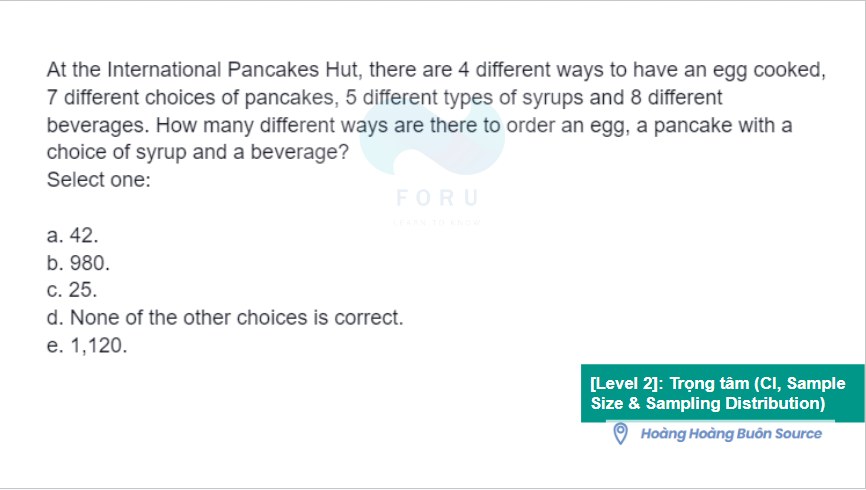 At the International Pancakes Hut, there are 4 different ways to have an egg cooked,
7 different choices of pancakes, 5 different types of syrups and 8 different
beverages. How many different ways are there to order an egg, a pancake with a
choice of syrup and a beverage?
Select one:
FORU
a. 42.
b. 980.
c. 25.
d. None of the other choices is correct.
e. 1,120.
[Level 2]: Trọng tâm (CI, Sample
Size & Sampling Distribution)
Hoàng Hoàng Buôn Source